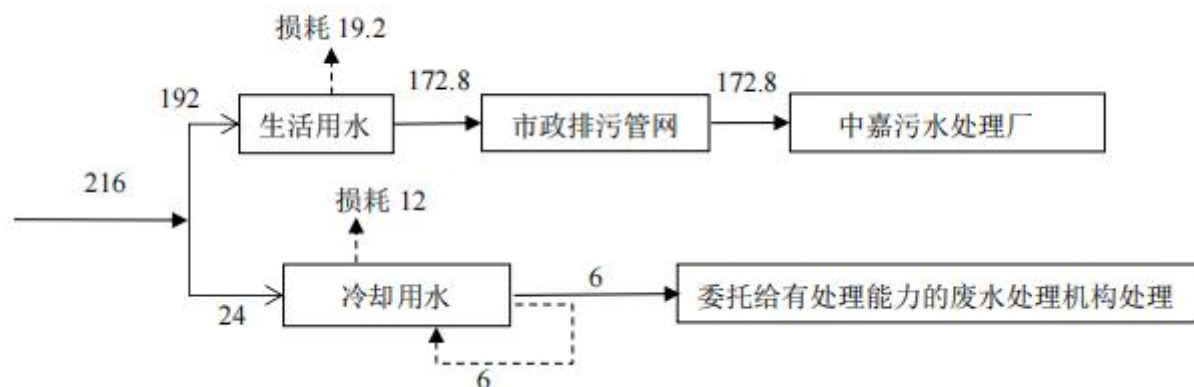 损耗 19.2
192
172.8
172.8
生活用水
市政排污管网
中嘉污水处理厂
216
损耗 12
24
冷却用水
6
委托给有处理能力的废水处理机构处理
6